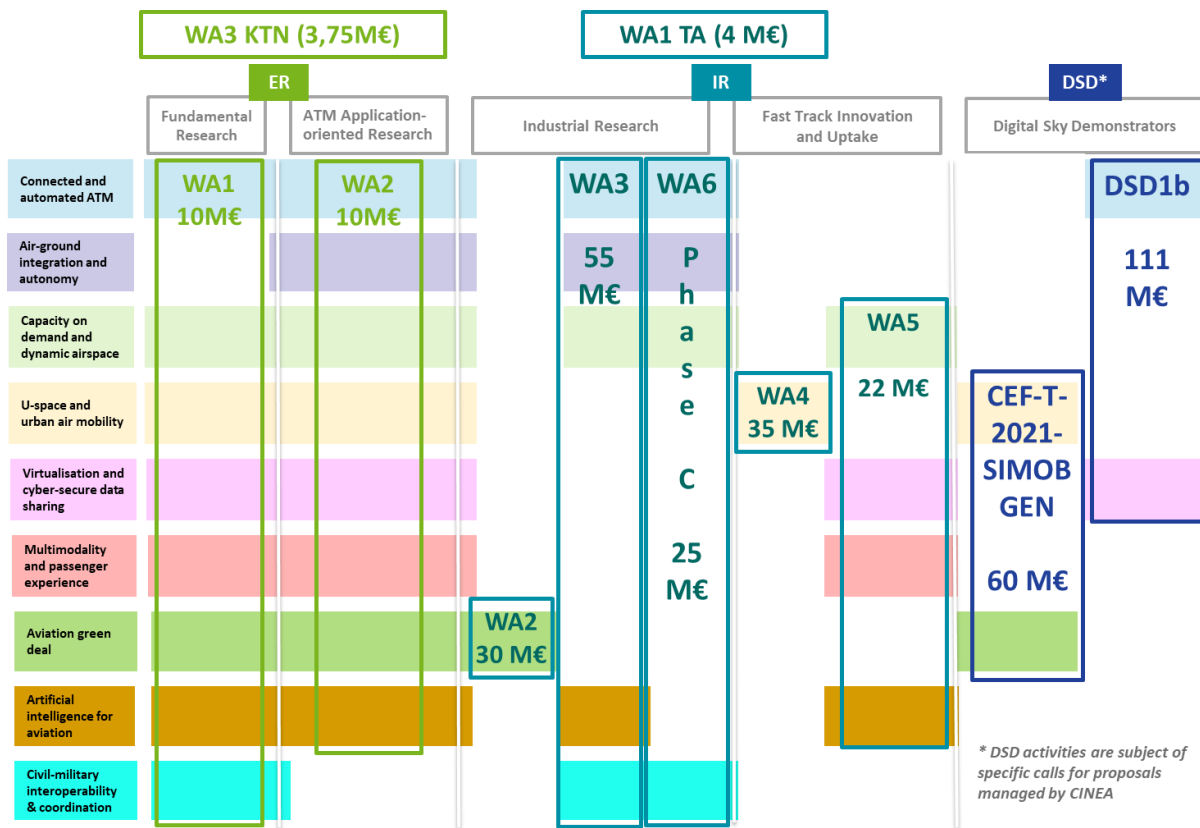 WA3 KTN (3,75M€)
WA1 TA (4 M€)
ER
IR
DSD*
Fundamental
Research
ATM Application-
oriented Research
Industrial Research
Fast Track Innovation
and Uptake
Digital Sky Demonstrators
Connected and
automated ATM
WA1
10M€
WA2
10M€
WA3
55
M€
WA6
P
h
a
s
e
C
25
M€
DSD1b
111
M€
Air-ground
integration and
autonomy
Capacity on
demand and
dynamic airspace
WA5
22 M€
U-space and
urban air mobility
WA4
35 M€
CEF-T-
2021-
SIMOB
GEN
60 M€
Virtualisation and
cyber-secure data
sharing
Multimodality
and passenger
experience
Aviation green
deal
WA2
30 M€
Artificial
intelligence for
aviation
Civil-military
interoperability
& coordination
* DSD activities are subject of
specific calls for proposals
managed by CINEA